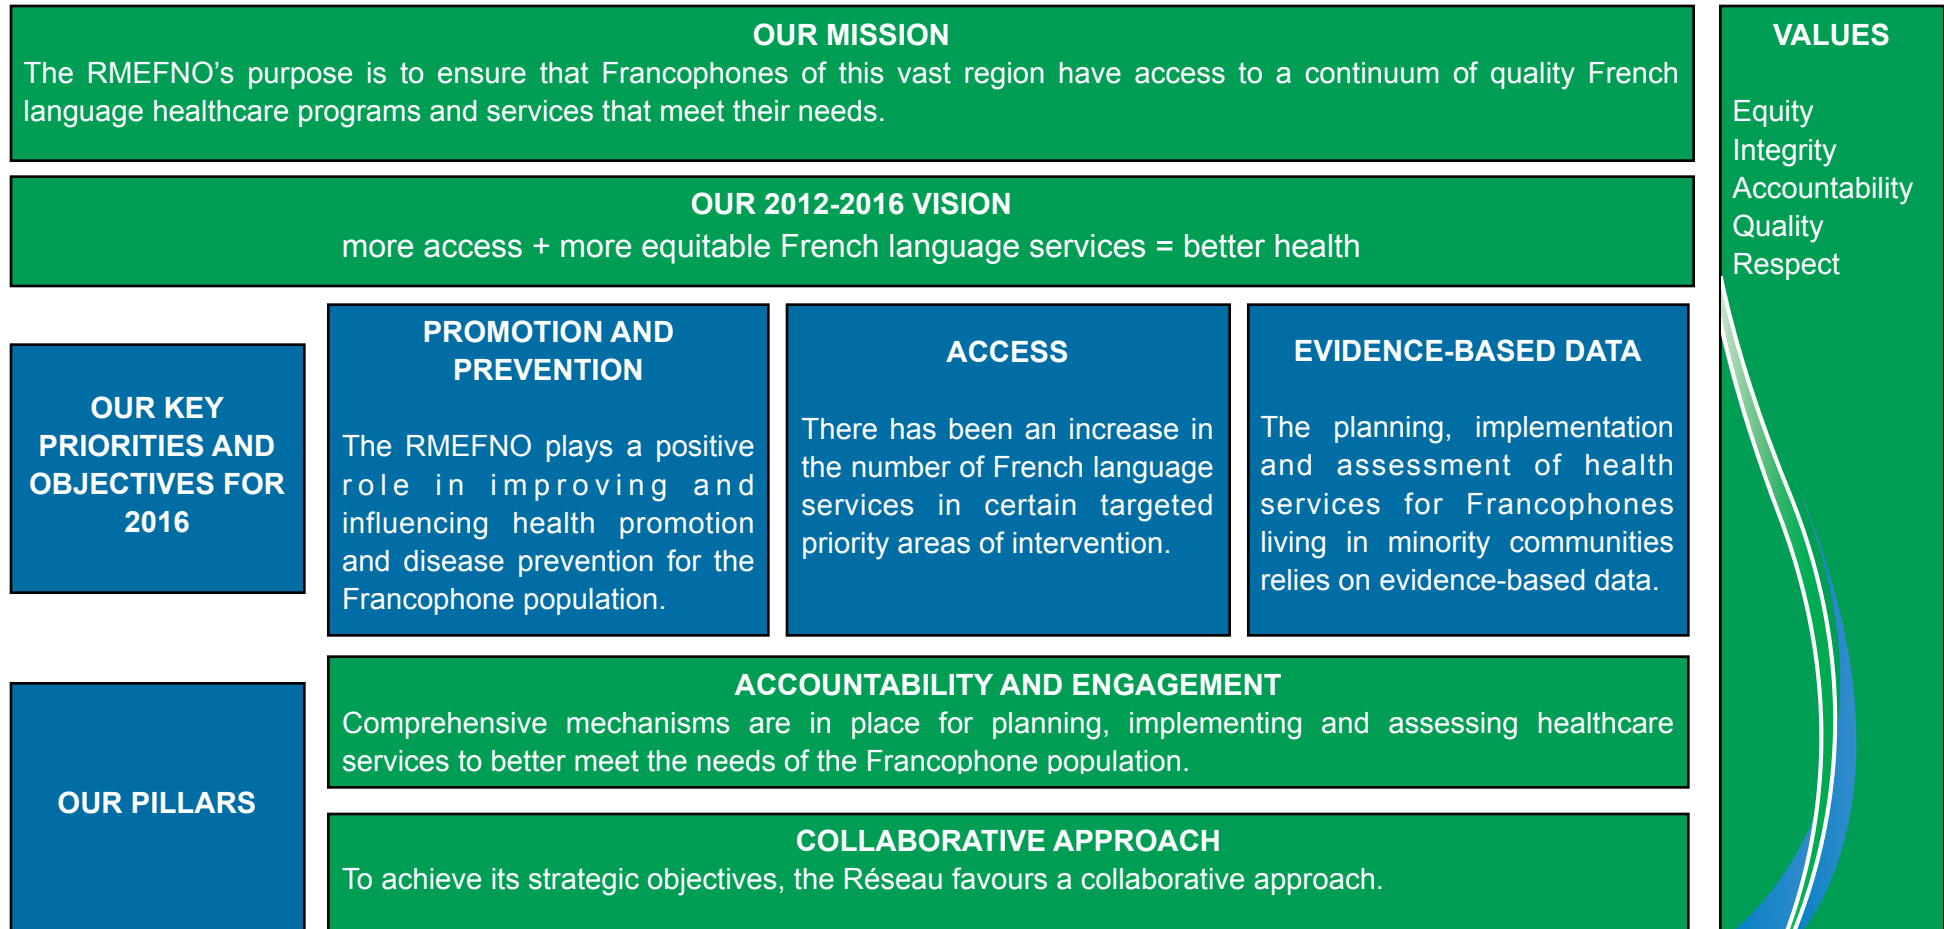 OUR MISSION
The RMEFNO's purpose is to ensure that Francophones of this vast region have access to a continuum of quality French
language healthcare programs and services that meet their needs.
OUR 2012-2016 VISION
more access + more equitable French language services = better health
OUR KEY
PRIORITIES AND
OBJECTIVES FOR
2016
PROMOTION AND
PREVENTION
The RMEFNO plays a positive
role in improving and
influencing health promotion
and disease prevention for the
Francophone population.
ACCESS
There has been an increase in
the number of French language
services in certain targeted
priority areas of intervention.
EVIDENCE-BASED DATA
The planning, implementation
and assessment of health
services for Francophones
living in minority communities
relies on evidence-based data.
OUR PILLARS
ACCOUNTABILITY AND ENGAGEMENT
Comprehensive mechanisms are in place for planning, implementing and assessing healthcare
services to better meet the needs of the Francophone population.
COLLABORATIVE APPROACH
To achieve its strategic objectives, the Réseau favours a collaborative approach.
VALUES
Equity
Integrity
Accountability
Quality
Respect